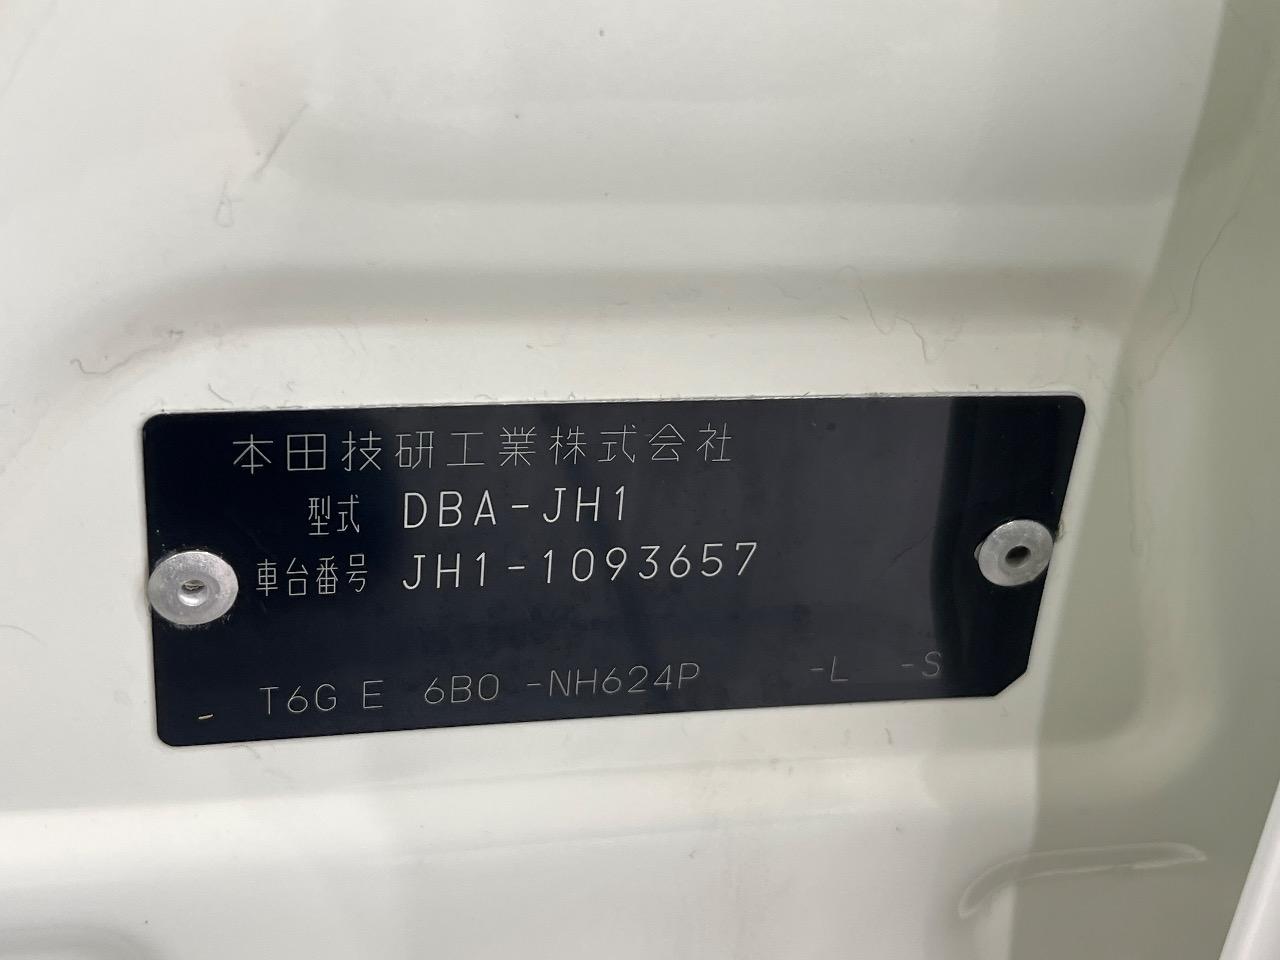 本田技研工業株式会社
型式 DBA-JH1
車台番号 JH1-1093657
T6G E 6B0 -NH624P -L -S